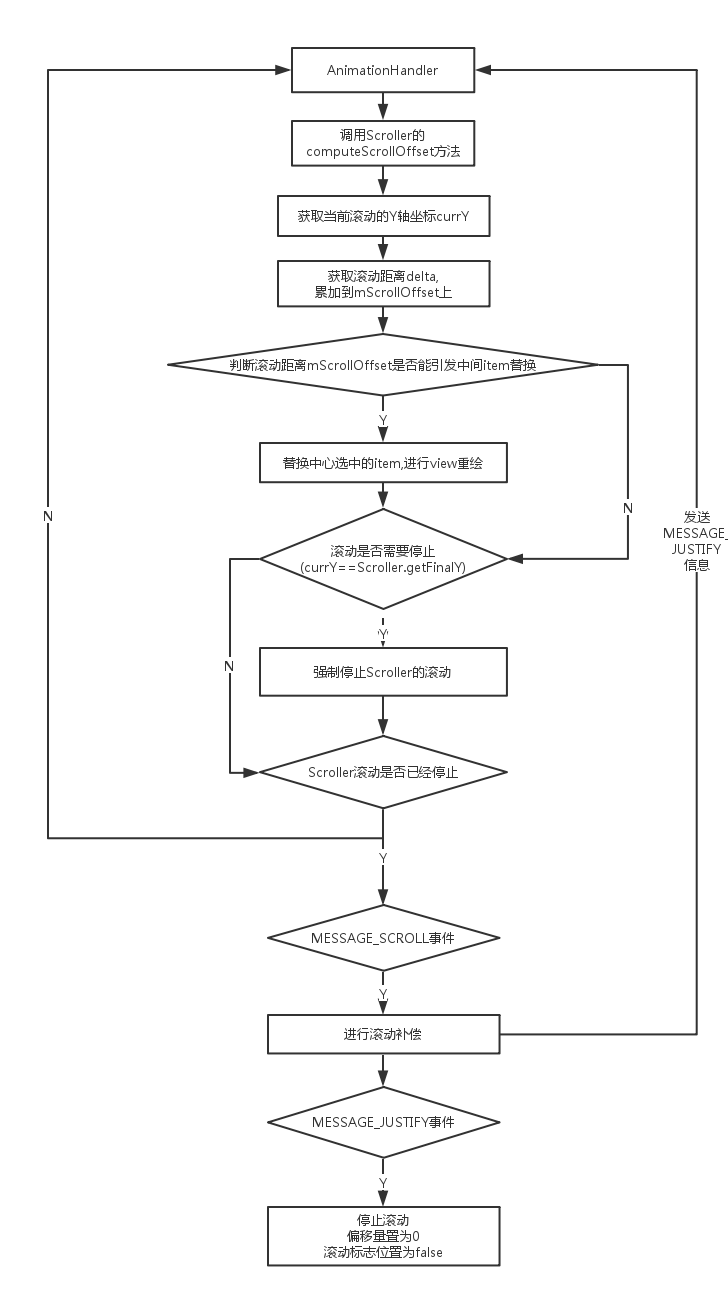 AnimationHandler
调用Scroller的
computeScrollOffset方法
获取当前滚动的Y轴坐标currY
获取滚动距离delta,
累加到mScrollOffset上
判断滚动距离mScrollOffset是否能引发中间item替换
Y
替换中心选中的item,进行view重绘
N
N
发送
MESSAGE_
JUSTIFY
信息
滚动是否需要停止
(currY==Scroller.getFinalY)
Y
N
强制停止Scroller的滚动
Scroller滚动是否已经停止
Y
MESSAGE_SCROLL事件
Y
进行滚动补偿
MESSAGE_JUSTIFY事件
Y
停止滚动
偏移量置为0
滚动标志位置为false